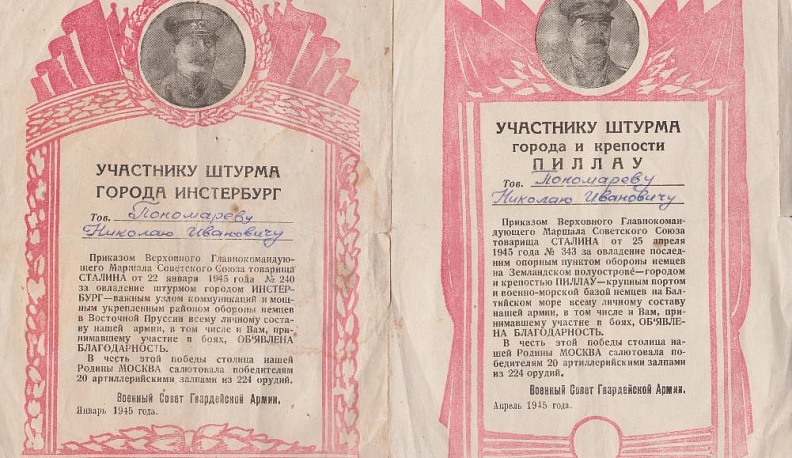 УЧАСТНИКУ ШТУРМА
ГОРОДА ИНСТЕРБУРГ
Тов. Пономареву
Николаю Ивановичу
Приказом Верховного Главнокомандую-
щего Маршала Советского Союза товарища
СТАЛИНА от 22 января 1945 года № 240
за овладение штурмом городом ИНСТЕР-
БУРГ—важным узлом коммуникаций и мощ-
ным укрепленным районом обороны немцев
в Восточной Пруссии всему личному соста-
ву нашей армии, в том числе и Вам, при-
нимавшему участие в боях, ОБ'ЯВЛЕНА
БЛАГОДАРНОСТЬ.
В честь этой победы столица нашей
Родины МОСКВА салютовала победителям
20 артиллерийскими залпами из 224 орудий.
Военный Совет Гвардейской Армии.
Январь 1945 года.
УЧАСТНИКУ ШТУРМА
города и крепости
ПИЛЛАУ
Тов. Пономареву
Николаю Ивановичу
Приказом Верховного Главнокоман-
дующего Маршала Советского Союза
товарища СТАЛИНА от 25 апреля
1945 года № 343 за овладение послед-
ним опорным пунктом обороны немцев
на Земландском полуострове—городом
и крепостью ПИЛЛАУ—крупным портом
и военно-морской базой немцев на Бал-
тийском море всему личному составу
нашей армии, в том числе и Вам, при-
нимавшему участие в боях, ОБ'ЯВЛЕ-
НА БЛАГОДАРНОСТЬ.
В честь этой победы столица
нашей Родины МОСКВА салютовала по-
бедителям 20 артиллерийскими залпами
из 224 орудий.
Военный Совет Гвардейской Армии.
Апрель 1945 года.